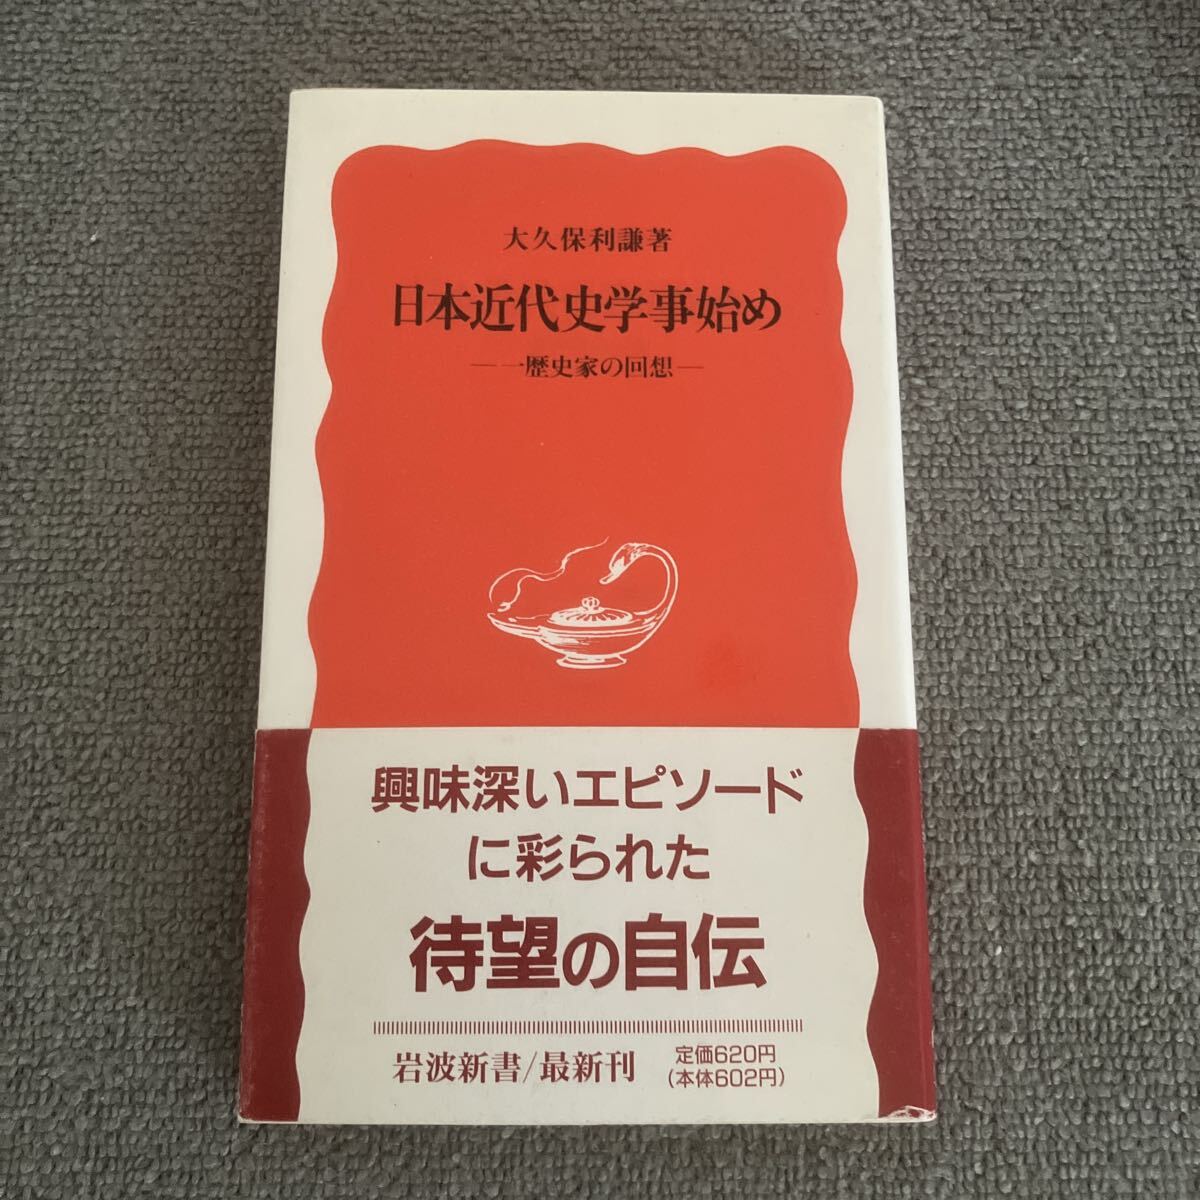 大久保利謙著
日本近代史学事始め
―一歴史家の回想―
興味深いエピソード
に彩られた
待望の自伝
岩波新書/最新刊
定価620円
(本体602円)